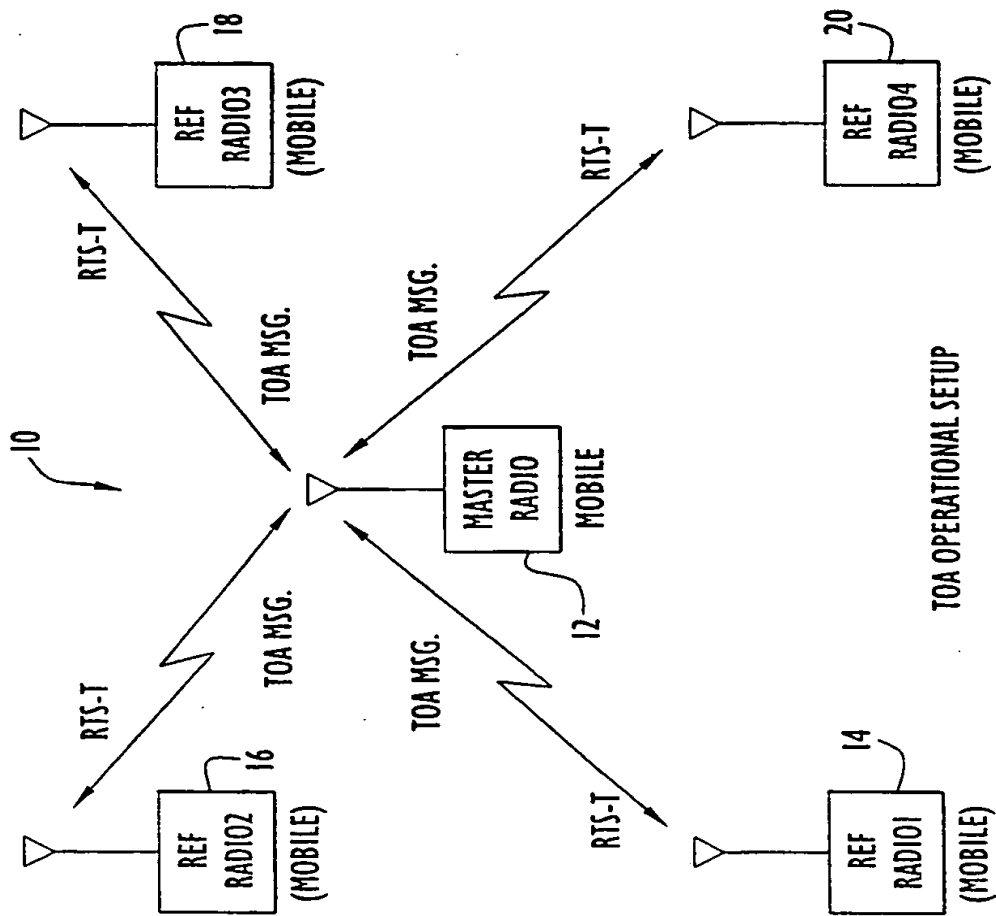 10
RTS-T
RTS-T
18
16
REF
RADIO2
(MOBILE)
REF
RADIO3
(MOBILE)
TOA MSG.
TOA MSG.
MASTER
RADIO
MOBILE
12
TOA MSG.
TOA MSG.
RTS-T
RTS-T
14
20
REF
RADIO1
(MOBILE)
REF
RADIO4
(MOBILE)
TOA OPERATIONAL SETUP